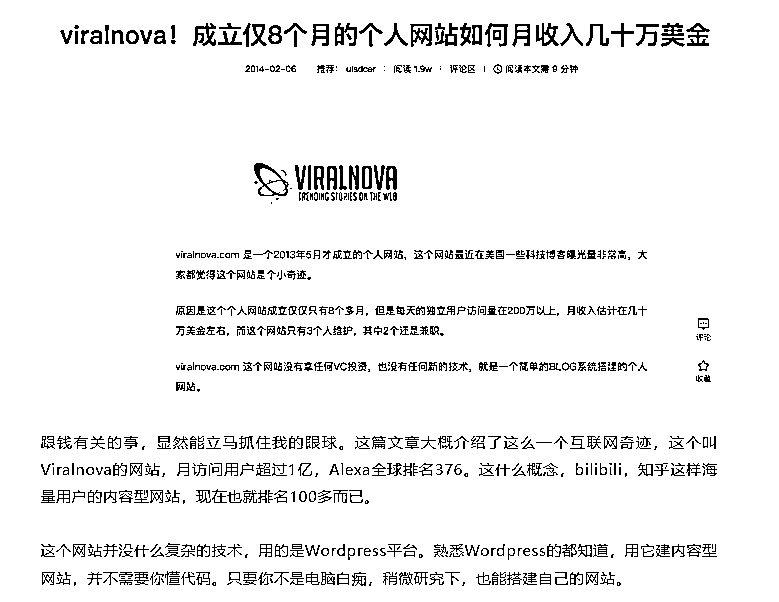 viralnova！成立仅8个月的个人网站如何月收入几十万美金
2014-02-06 推荐： uisdcer ： 阅读 1.9w ： 评论区 | 阅读本文需 9 分钟
VIRALNOVA
TRENDING STORIES ON THE WEB
viralnova.com 是一个2013年5月才成立的个人网站，这个网站最近在美国一些科技博客曝光量非常高，大
家都觉得这个网站是个小奇迹。
原因是这个个人网站成立仅仅只有8个多月，但是每天的独立用户访问量在200万以上，月收入估计在几十
万美金左右，而这个网站只有3个人维护，其中2个还是兼职。
评论
viralnova.com 这个网站没有拿任何VC投资，也没有任何新的技术，就是一个简单的BLOG系统搭建的个人
网站。
收藏
跟钱有关的事，显然能立马抓住我的眼球。这篇文章大概介绍了这么一个互联网奇迹，这个叫
Viralnova的网站，月访问用户超过1亿，Alexa全球排名376。这什么概念，bilibili，知乎这样海
量用户的内容型网站，现在也就排名100多而已。
这个网站并没什么复杂的技术，用的是Wordpress平台。熟悉Wordpress的都知道，用它建内容型
网站，并不需要你懂代码。只要你不是电脑白痴，稍微研究下，也能搭建自己的网站。